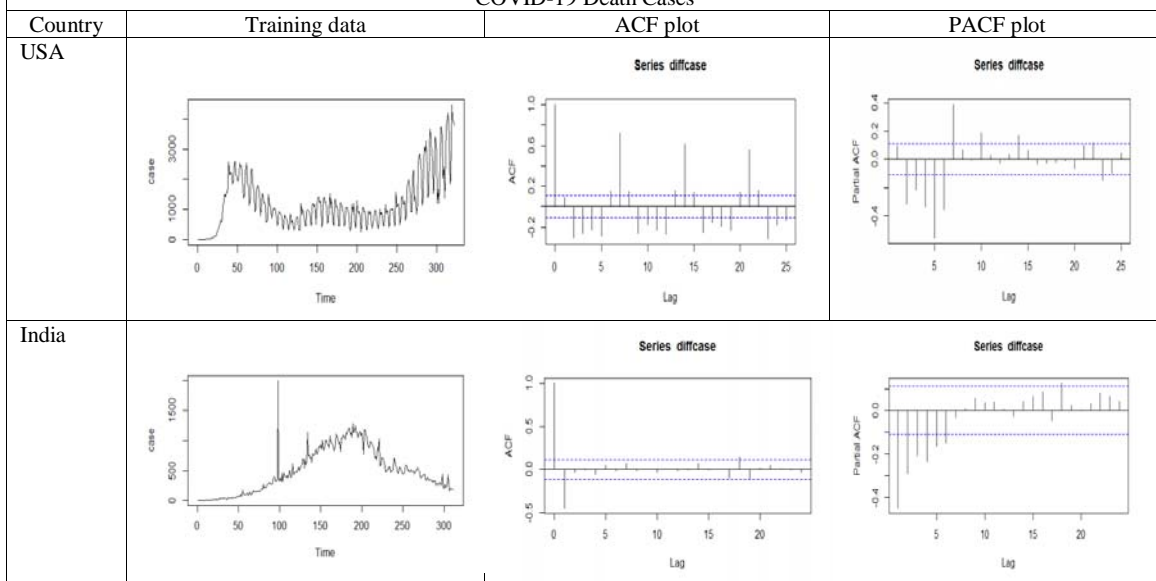 COVID-19 Death Cases
Country Training data ACF plot PACF plot
USA
case
0 1000 3000
0 50 100 150 200 250 300
Time
Series diffcase
ACF
-0.2 0.2 0.6 1.0
0 5 10 15 20 25
Lag
Series diffcase
Partial ACF
-0.4 0.0 0.2 0.4
5 10 15 20 25
Lag
India
case
0 500 1500
0 50 100 150 200 250 300
Time
Series diffcase
ACF
-0.5 0.0 0.5 1.0
0 5 10 15 20
Lag
Series diffcase
Partial ACF
-0.4 -0.2 0.0
5 10 15 20
Lag